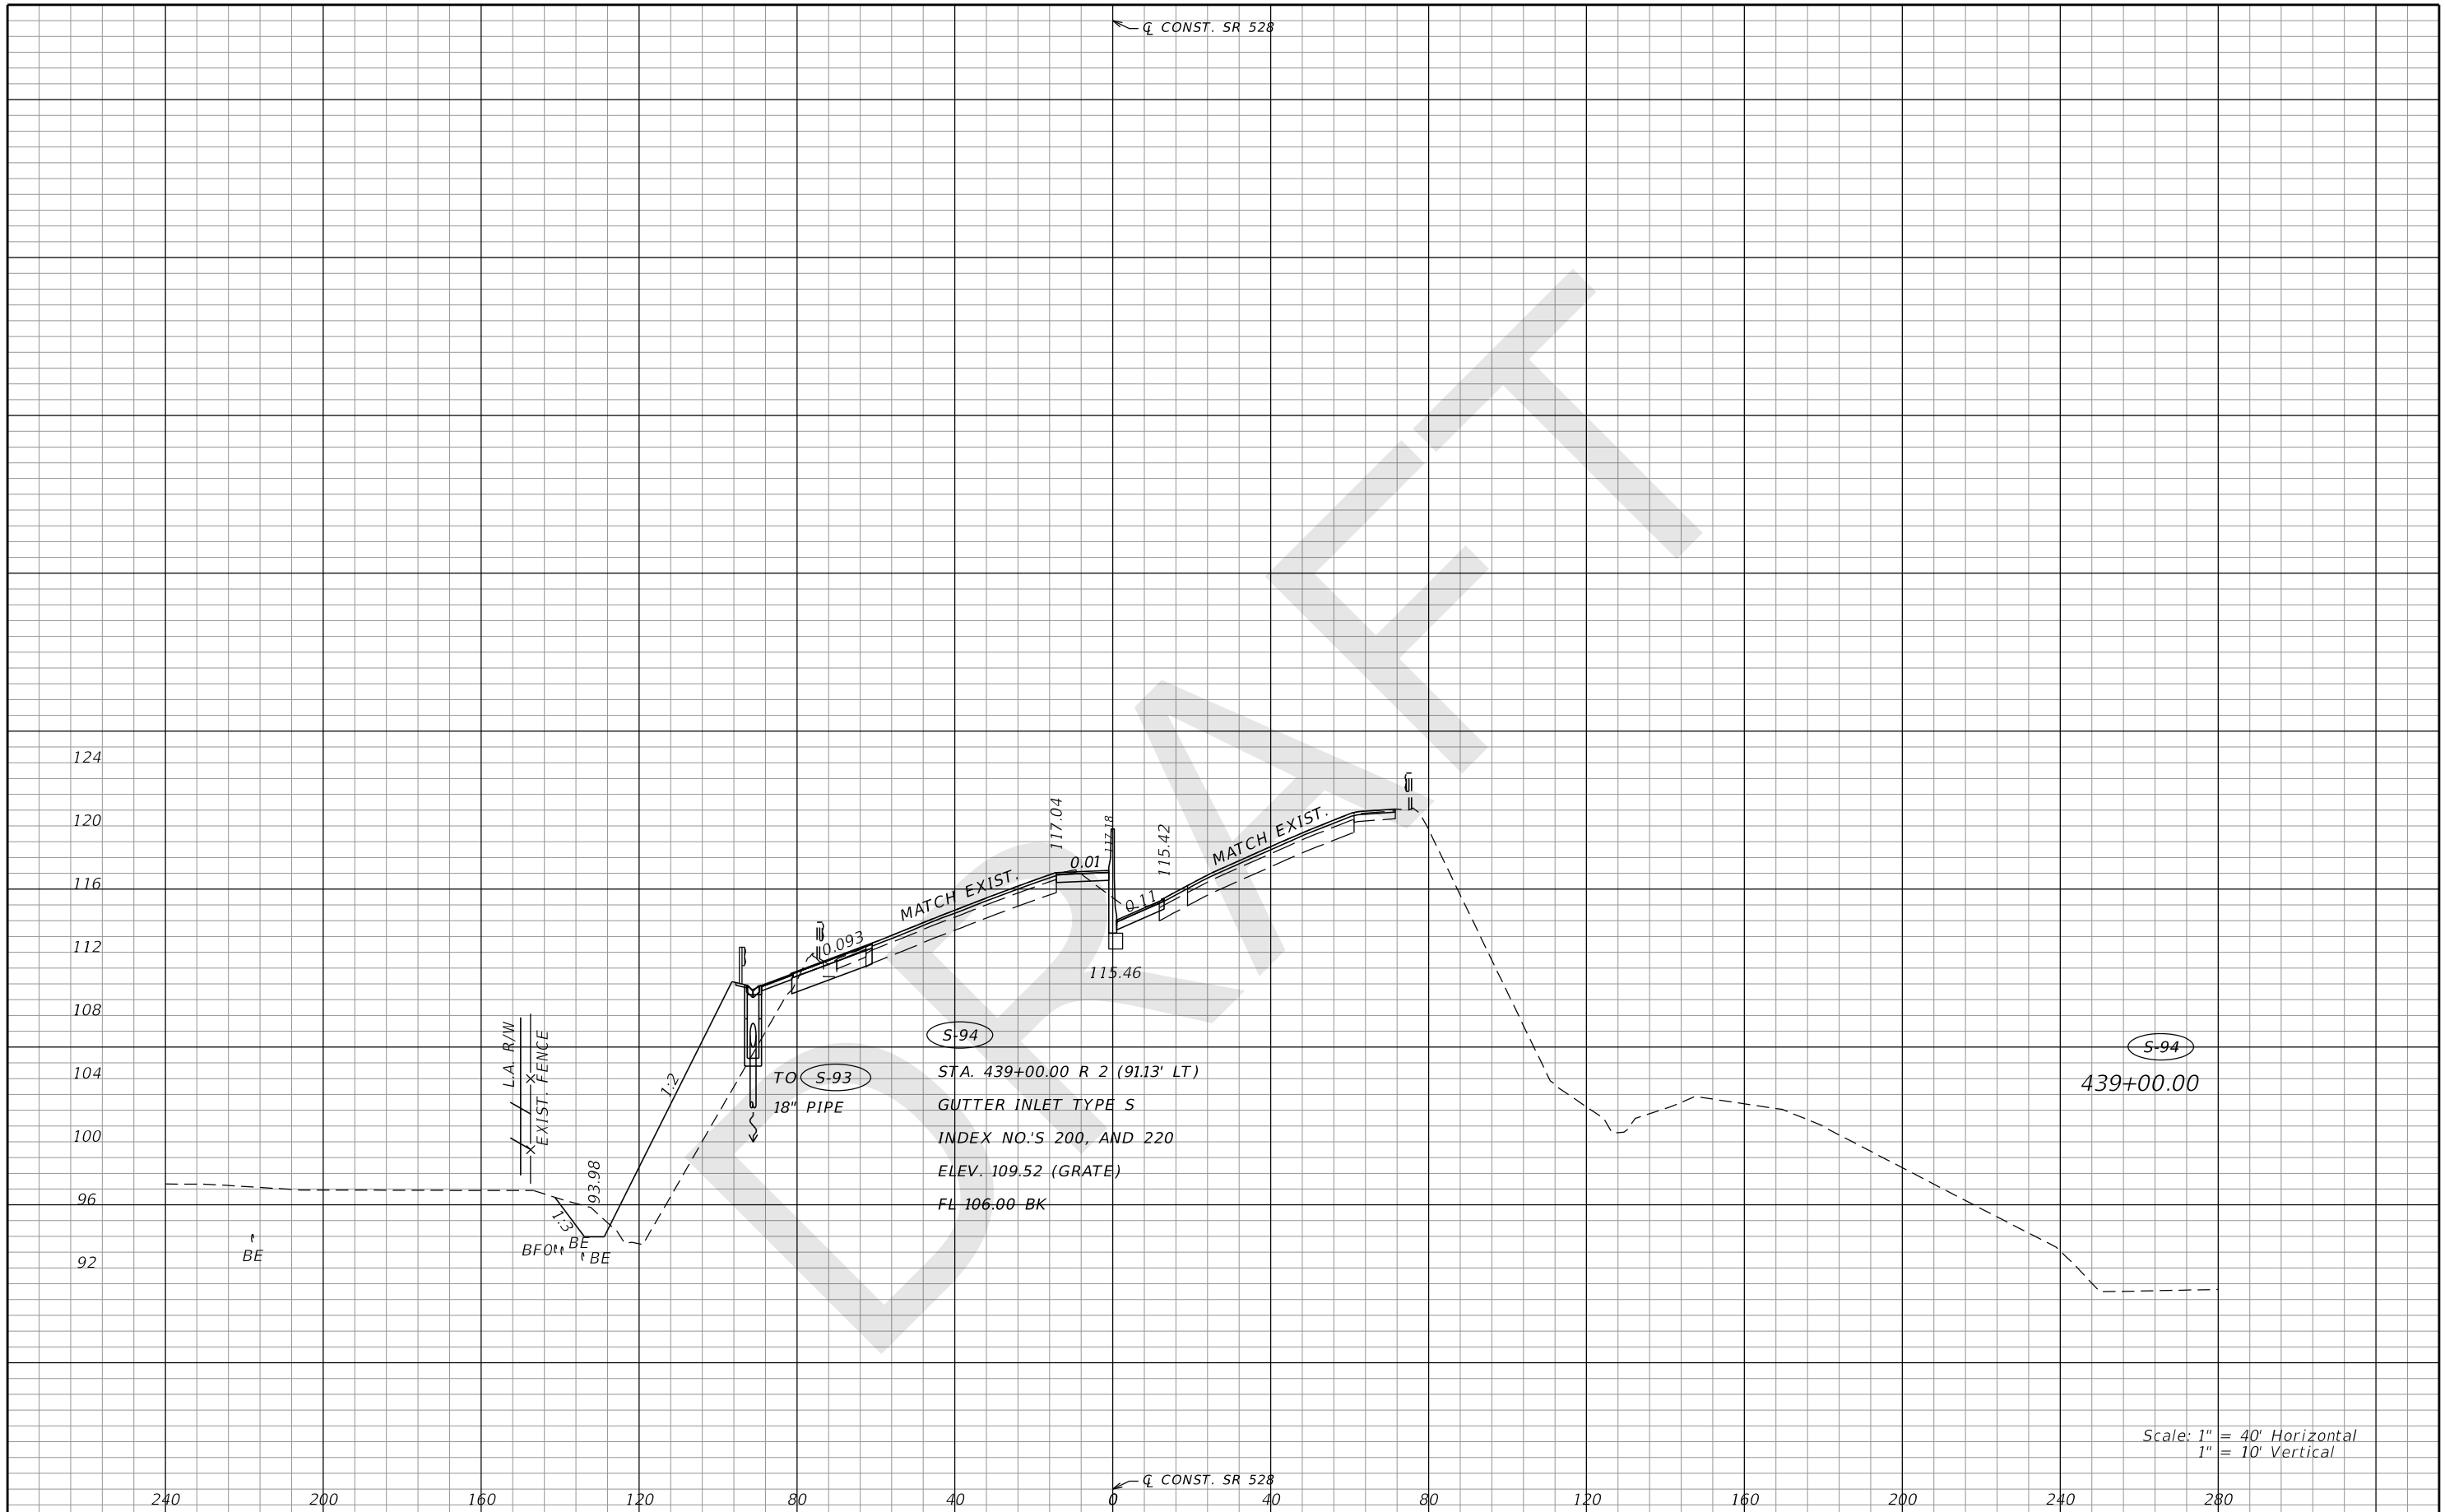 ℄ CONST. SR 528
DRAFT
124
120
116
112
108
104
100
96
92
117.04
117.18
0.01
115.42
0.11
MATCH EXIST.
MATCH EXIST.
0.093
115.46
L.A. R/W
EXIST. FENCE
1:2
93.98
1:3
BE
BFO
BE
BE
TO S-93
18" PIPE
S-94
STA. 439+00.00 R 2 (91.13' LT)
GUTTER INLET TYPE S
INDEX NO.'S 200, AND 220
ELEV. 109.52 (GRATE)
FL 106.00 BK
S-94
439+00.00
Scale: 1" = 40' Horizontal
1" = 10' Vertical
℄ CONST. SR 528
240 200 160 120 80 40 0 40 80 120 160 200 240 280